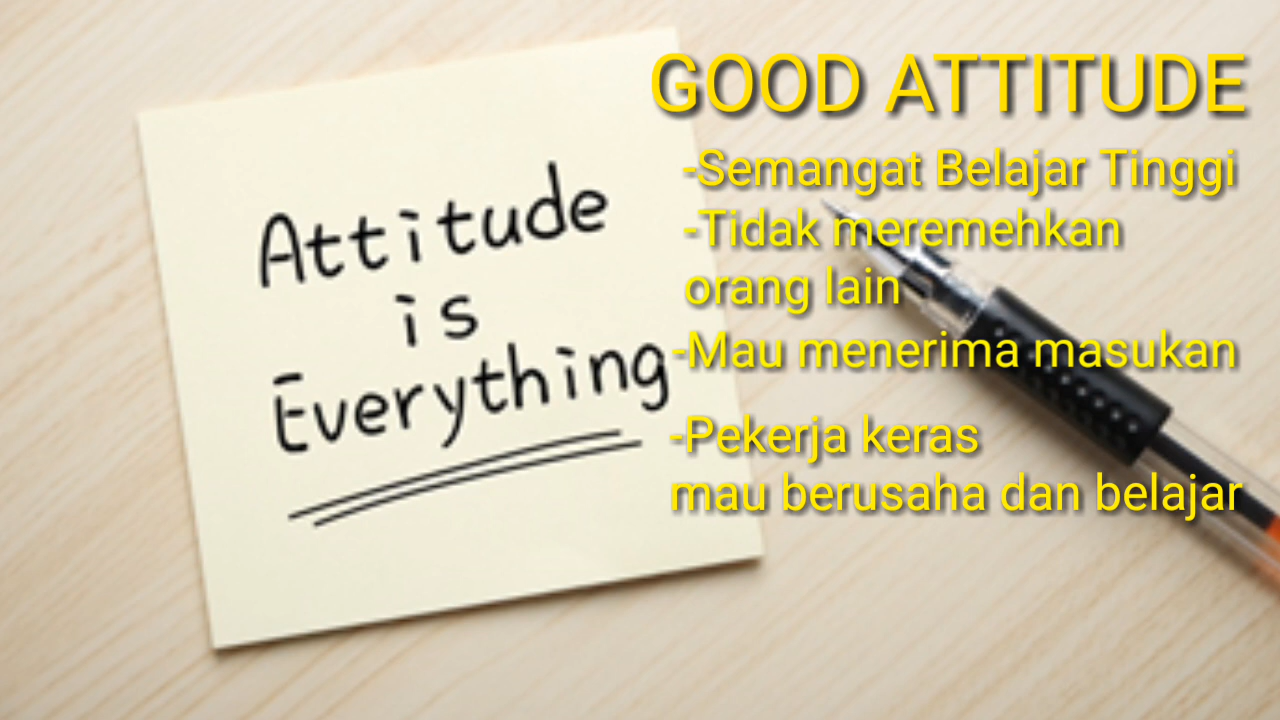 Attitude
is
Everything
GOOD ATTITUDE
-Semangat Belajar Tinggi
-Tidak meremehkan
orang lain
-Mau menerima masukan
-Pekerja keras
mau berusaha dan belajar